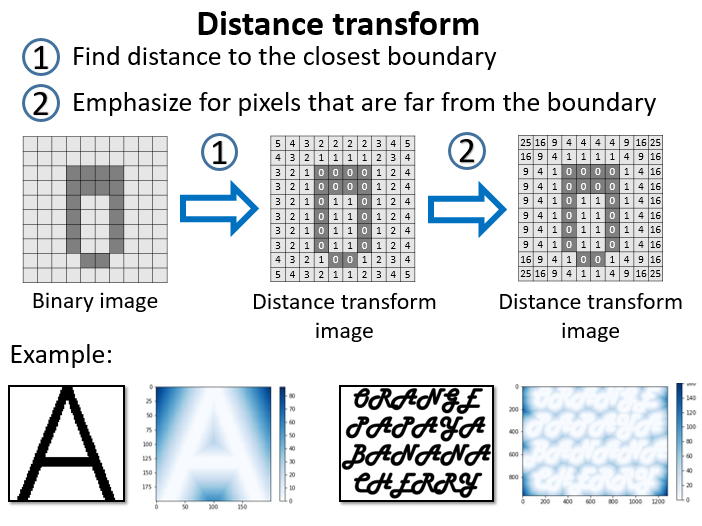 Distance transform
1 Find distance to the closest boundary
2 Emphasize for pixels that are far from the boundary
1
2
5 4 3 2 2 2 2 3 4 5
4 3 2 1 1 1 1 2 3 4
3 2 1 0 0 0 0 1 2 4
3 2 1 0 0 0 0 1 2 4
3 2 1 0 1 1 0 1 2 4
3 2 1 0 1 1 0 1 2 4
3 2 1 0 1 1 0 1 2 4
3 2 1 0 1 1 0 1 2 4
4 3 2 1 0 0 1 2 3 4
5 4 3 2 1 1 2 3 4 5
25 16 9 4 4 4 4 9 16 25
16 9 4 1 1 1 1 4 9 16
9 4 1 0 0 0 0 1 4 16
9 4 1 0 0 0 0 1 4 16
9 4 1 0 1 1 0 1 4 16
9 4 1 0 1 1 0 1 4 16
9 4 1 0 1 1 0 1 4 16
9 4 1 0 1 1 0 1 4 16
16 9 4 1 0 0 1 4 9 16
25 16 9 4 1 1 4 9 16 25
Binary image
Distance transform
image
Distance transform
image
Example:
A
0
25
50
75
100
125
150
175
0 50 100 150
80
70
60
50
40
30
20
10
0
ORANGE
PAPAYA
BANANA
CHERRY
0
200
400
600
800
0 200 400 600 800 1000 1200
140
120
100
80
60
40
20
0